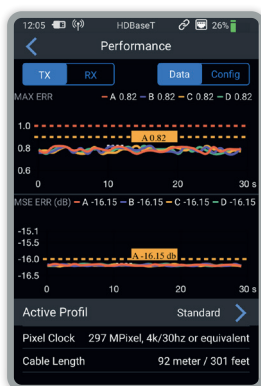 12:05 HDBaseT 26%
Performance
TX RX Data Config
MAX ERR A 0.82 B 0.82 C 0.82 D 0.82
1.0
A 0.82
0.8
0.6
0 10 20 30 s
MSE ERR (dB) A -16.15 B -16.15 C -16.15 D -16.15
-15.1
-15.5
-16.0 A -16.15 db
-16.5
0 10 20 30 s
Active Profil Standard
Pixel Clock 297 MPixel, 4k/30hz or equivalent
Cable Length 92 meter / 301 feet